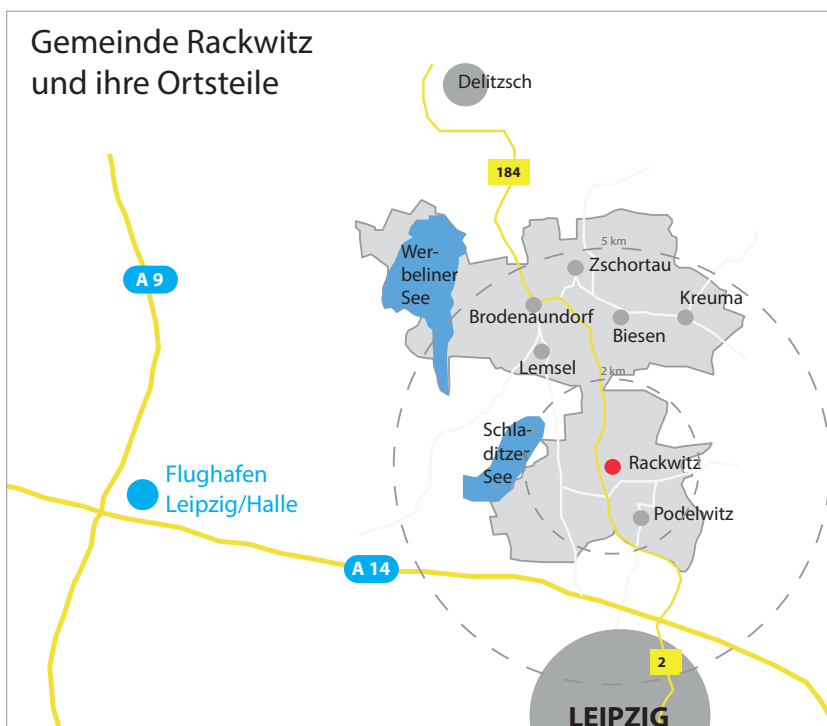 Gemeinde Rackwitz
und ihre Ortsteile
Delitzsch
184
5 km
Wer-
beliner
See
Zschortau
A 9
Kreuma
Brodenaundorf
Biesen
Lemsel
2 km
Schla-
ditzer
See
Flughafen
Leipzig/Halle
Rackwitz
Podelwitz
A 14
2
LEIPZIG